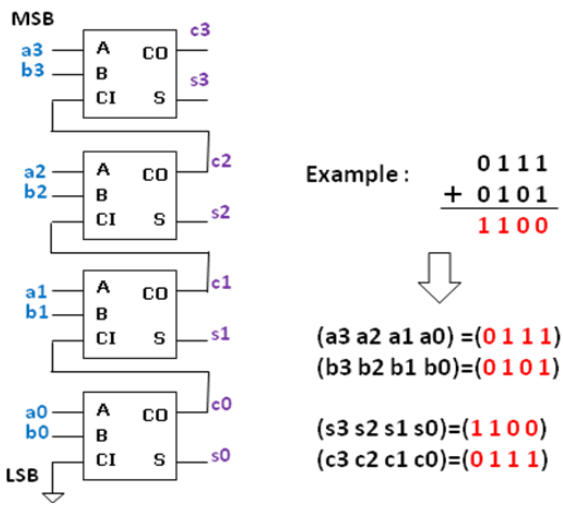 MSB
a3 A CO c3
b3 B
CI S s3
a2 A CO c2
b2 B
CI S s2
a1 A CO c1
b1 B
CI S s1
a0 A CO c0
b0 B
CI S s0
LSB
Example :
0 1 1 1
+ 0 1 0 1
1 1 0 0
(a3 a2 a1 a0) =(0 1 1 1)
(b3 b2 b1 b0)=(0 1 0 1)
(s3 s2 s1 s0)=(1 1 0 0)
(c3 c2 c1 c0)=(0 1 1 1)